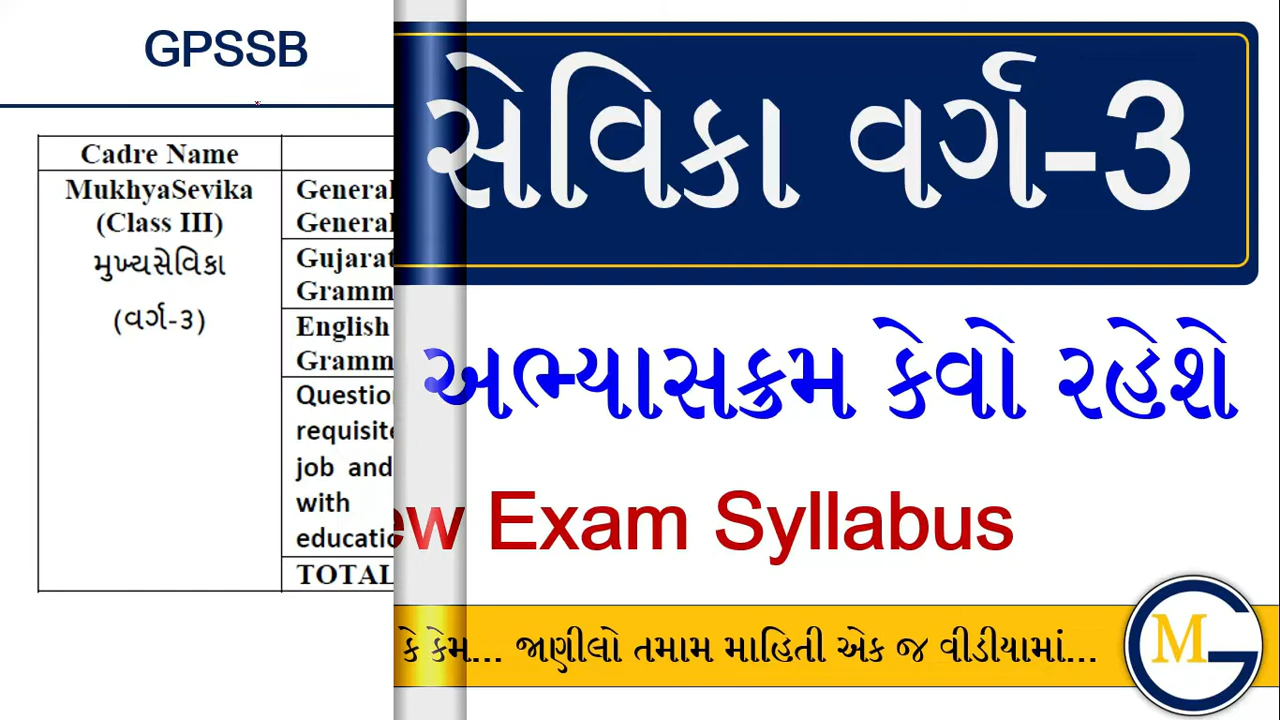 GPSSB
Cadre Name
MukhyaSevika
(Class III)
મુખ્યસેવિકા
(વર્ગ-૩)
General
General
Gujarat
Gramm
English
Gramm
Questio
requisite
job and
with
educatio
TOTAL
સેવિકા વર્ગ-3
અભ્યાસક્રમ કેવો રહેશે
ew Exam Syllabus
કે કેમ... જાણીલો તમામ માહિતી એક જ વીડીયામાં...
MG